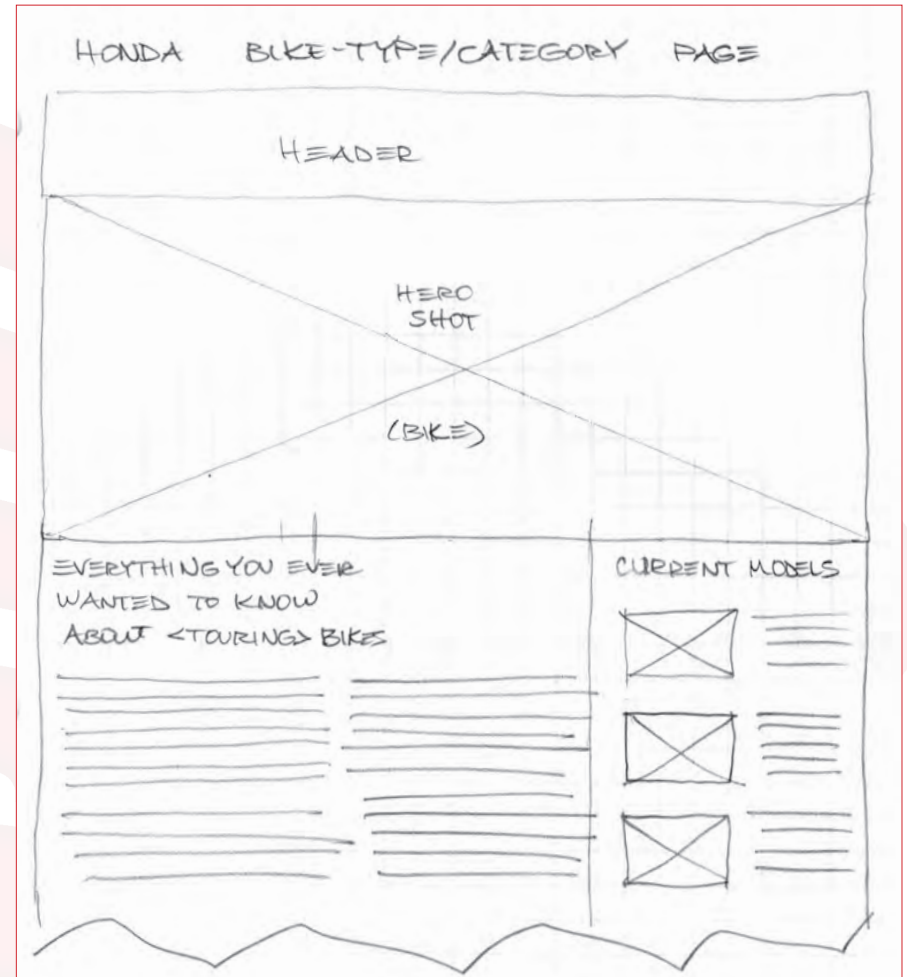 HONDA BIKE-TYPE/CATEGORY PAGE
HEADER
HERO
SHOT
(BIKE)
EVERYTHING YOU EVER
WANTED TO KNOW
ABOUT <TOURING> BIKES
CURRENT MODELS